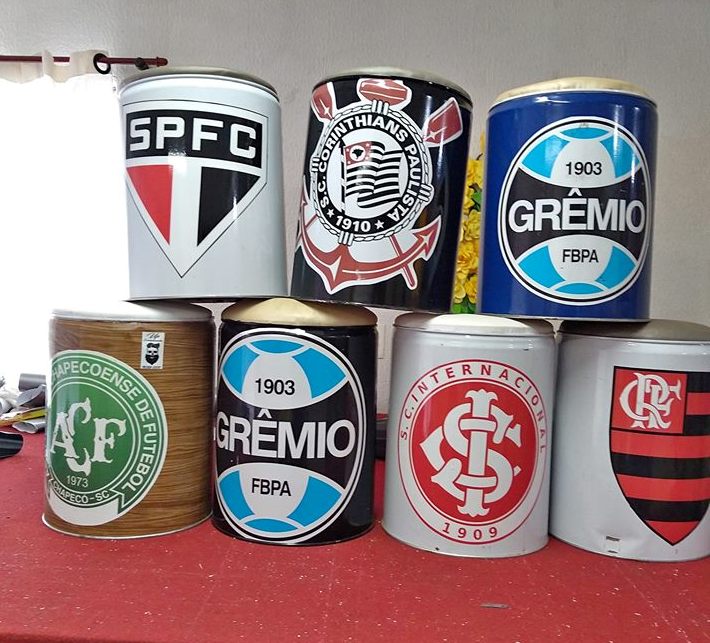 SPFC
S.C. CORINTHIANS PAULISTA
1910
1903
GRÊMIO
FBPA
CHAPECOENSE DE FUTEBOL
ACF
1973
CHAPECÓ - SC
1903
GRÊMIO
FBPA
S.C. INTERNACIONAL
SCI
1909
CRF